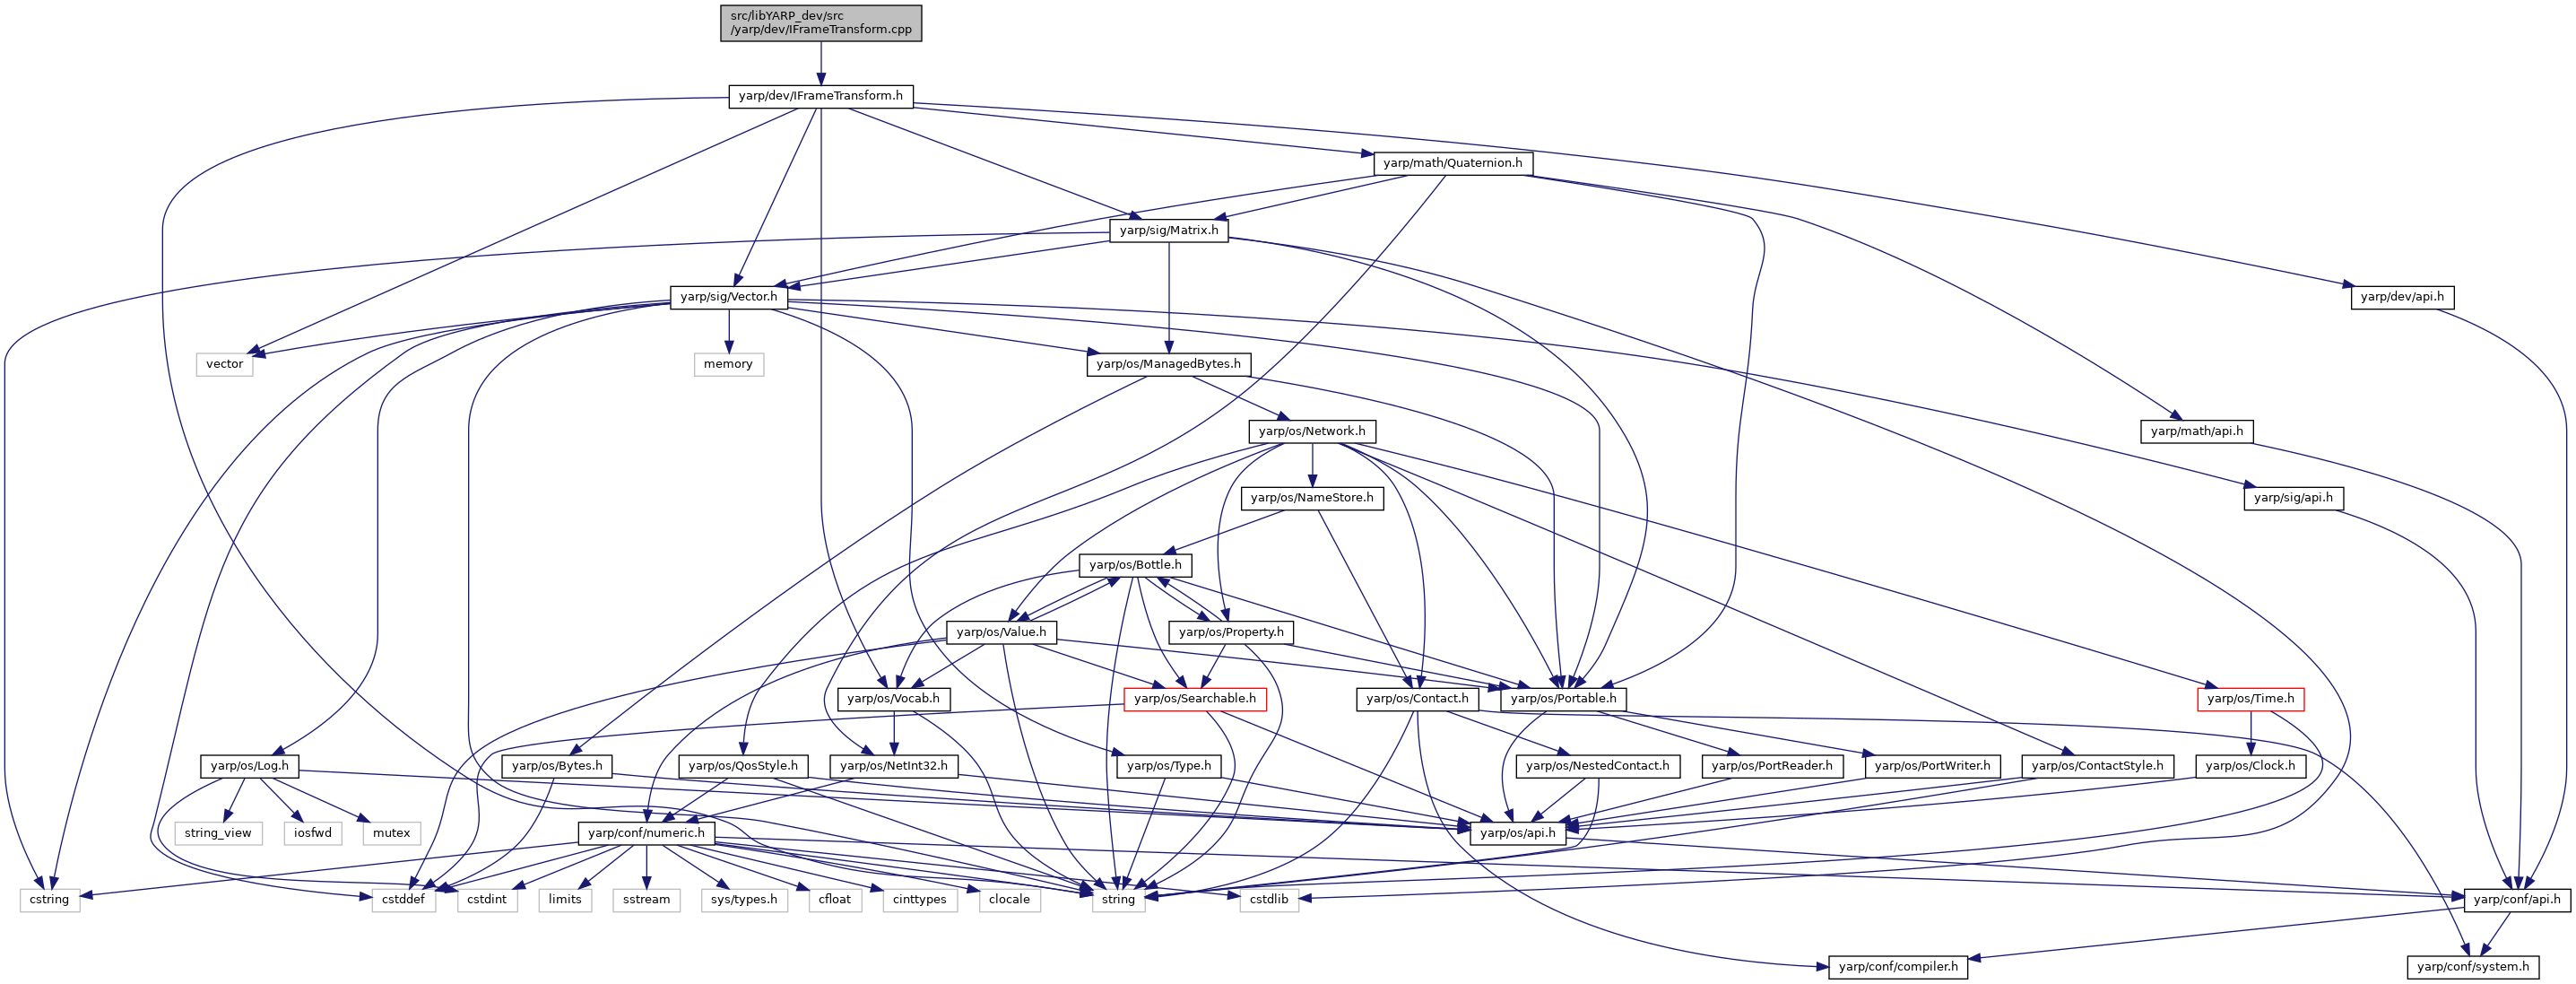 src/libYARP_dev/src
/yarp/dev/IFrameTransform.cpp
yarp/dev/IFrameTransform.h
yarp/math/Quaternion.h
yarp/sig/Matrix.h
yarp/sig/Vector.h
yarp/dev/api.h
vector
memory
yarp/os/ManagedBytes.h
yarp/os/Network.h
yarp/math/api.h
yarp/os/NameStore.h
yarp/sig/api.h
yarp/os/Bottle.h
yarp/os/Value.h
yarp/os/Property.h
yarp/os/Vocab.h
yarp/os/Searchable.h
yarp/os/Contact.h
yarp/os/Portable.h
yarp/os/Time.h
yarp/os/Log.h
yarp/os/Bytes.h
yarp/os/QosStyle.h
yarp/os/NetInt32.h
yarp/os/Type.h
yarp/os/NestedContact.h
yarp/os/PortReader.h
yarp/os/PortWriter.h
yarp/os/ContactStyle.h
yarp/os/Clock.h
string_view
iosfwd
mutex
yarp/conf/numeric.h
yarp/os/api.h
cstring
cstddef
cstdint
limits
sstream
sys/types.h
cfloat
cinttypes
clocale
string
cstdlib
yarp/conf/api.h
yarp/conf/compiler.h
yarp/conf/system.h